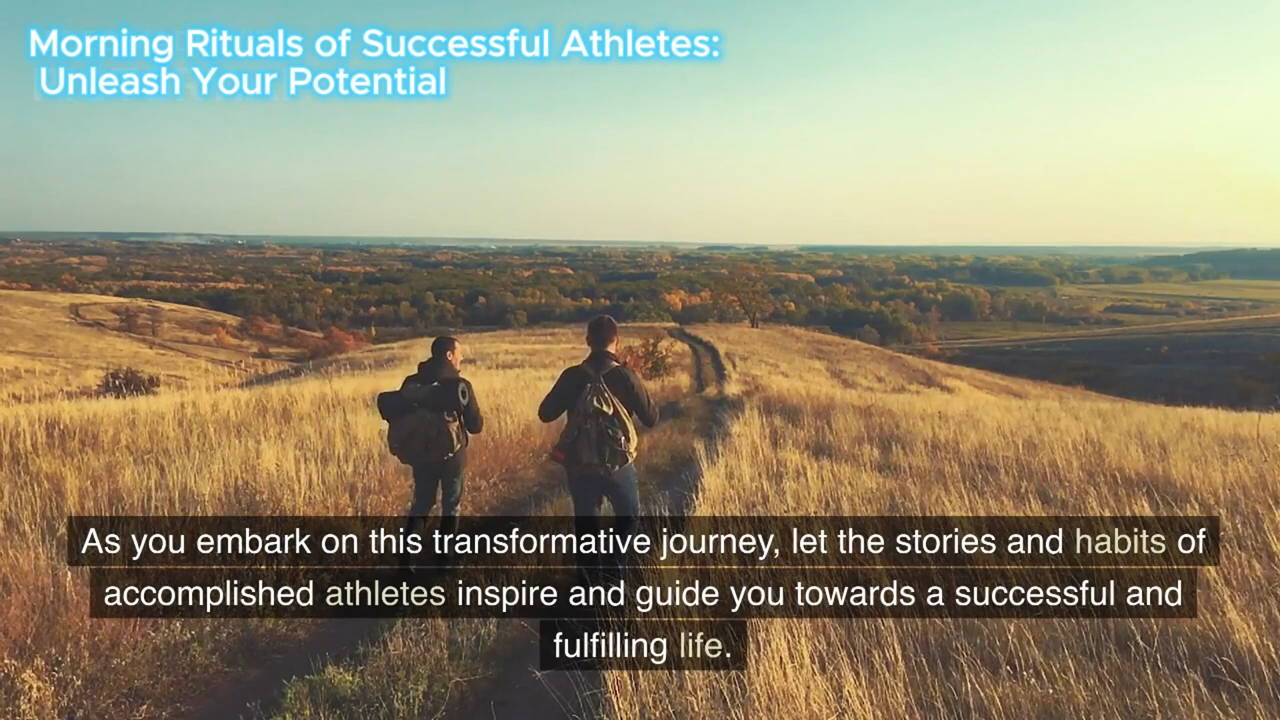 Morning Rituals of Successful Athletes:
Unleash Your Potential
As you embark on this transformative journey, let the stories and habits of
accomplished athletes inspire and guide you towards a successful and
fulfilling life.